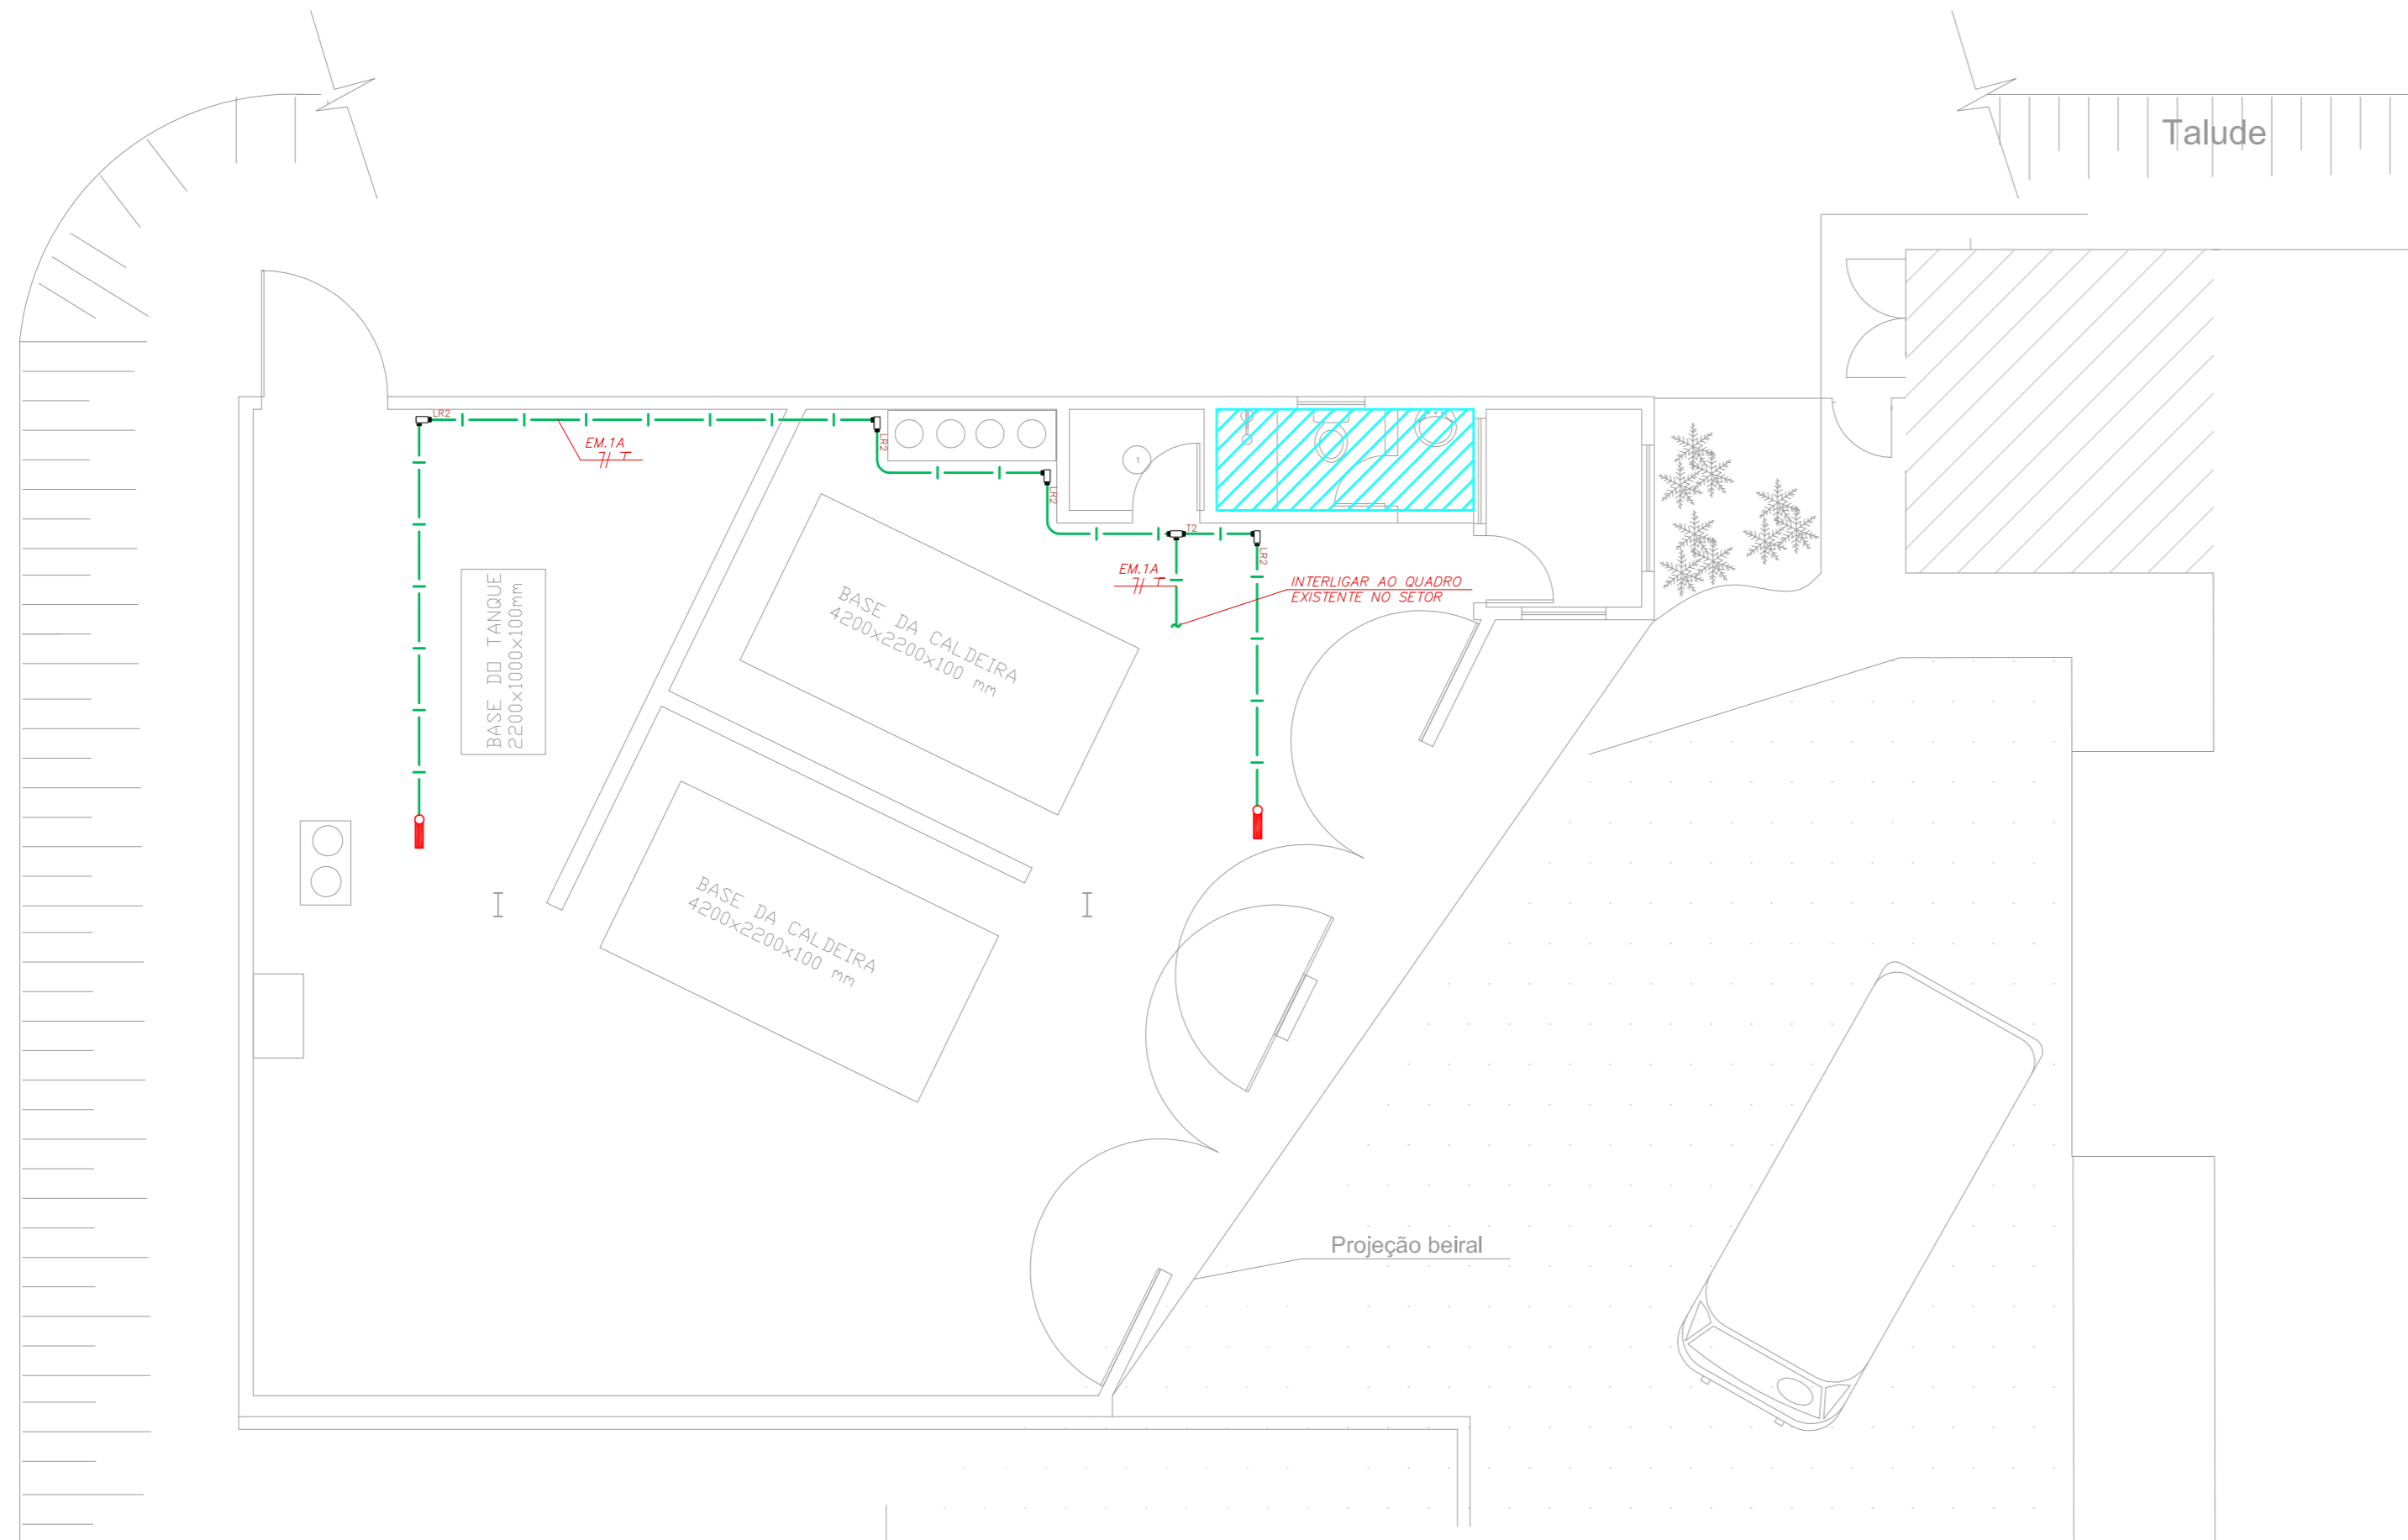 Talude
LR2
EM.1A
T
LR2
LR2
1
T2
LR2
EM.1A
T
INTERLIGAR AO QUADRO
EXISTENTE NO SETOR
BASE DO TANQUE
2200x1000x100mm
BASE DA CALDEIRA
4200x2200x100 mm
BASE DA CALDEIRA
4200x2200x100 mm
Projeção beiral